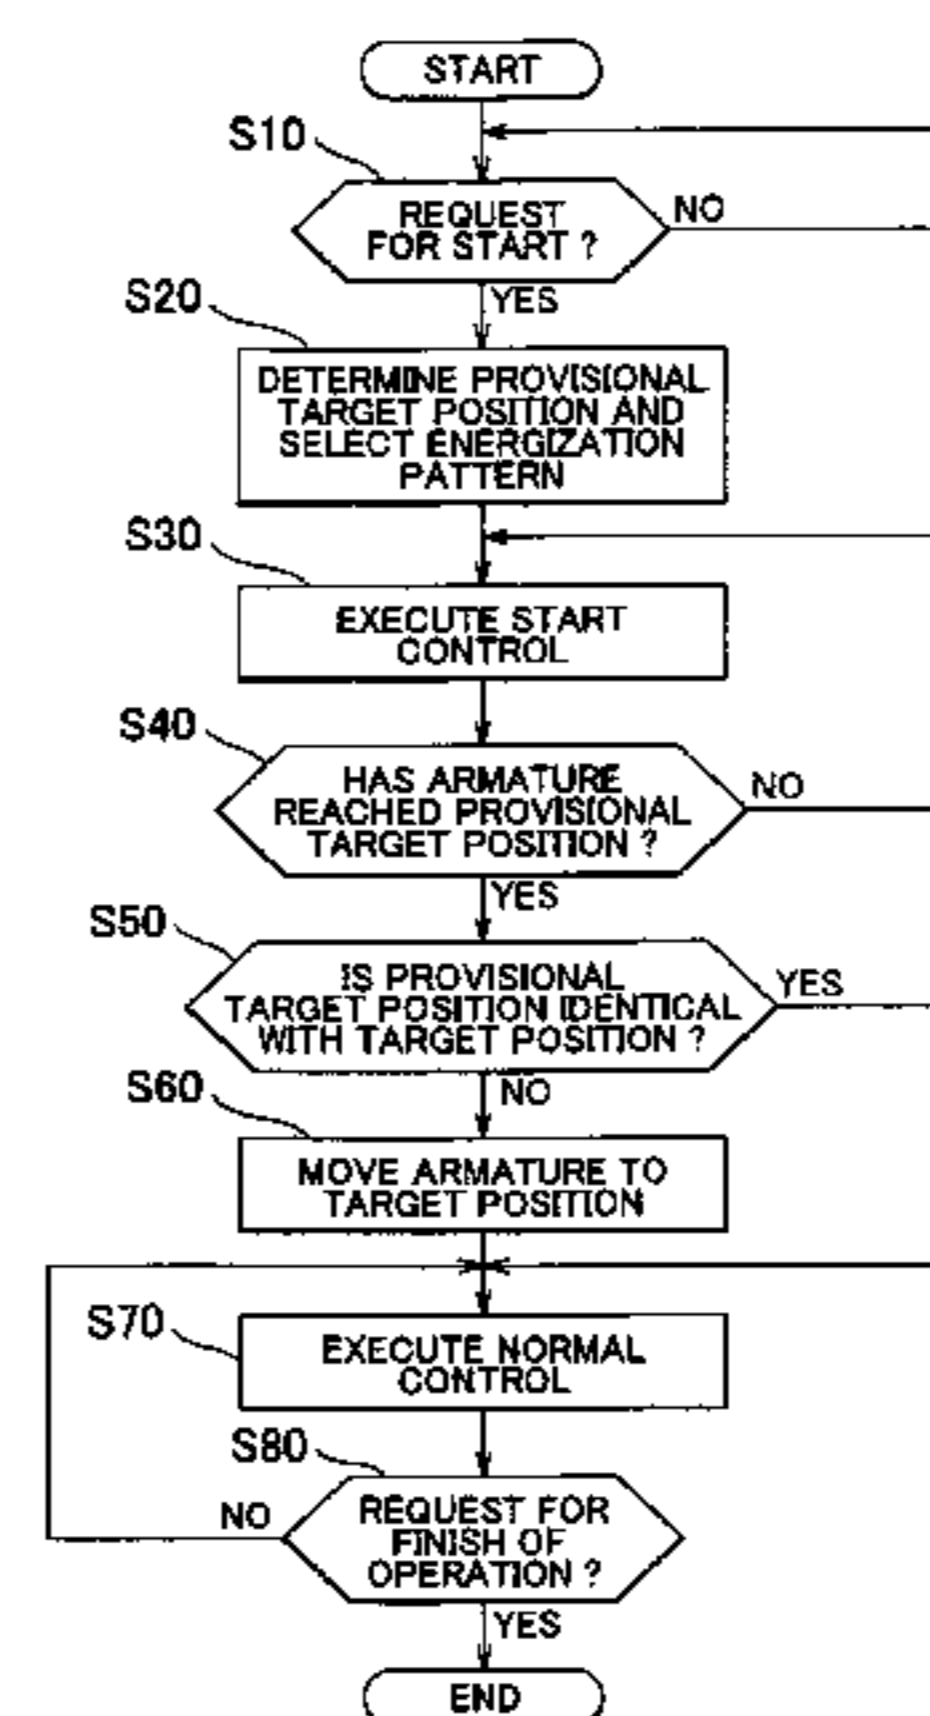 START
S10
REQUEST
FOR START ?
NO
YES
S20
DETERMINE PROVISIONAL
TARGET POSITION AND
SELECT ENERGIZATION
PATTERN
S30
EXECUTE START
CONTROL
S40
HAS ARMATURE
REACHED PROVISIONAL
TARGET POSITION ?
NO
YES
S50
IS PROVISIONAL
TARGET POSITION IDENTICAL
WITH TARGET POSITION ?
YES
NO
S60
MOVE ARMATURE TO
TARGET POSITION
S70
EXECUTE NORMAL
CONTROL
S80
REQUEST FOR
FINISH OF
OPERATION ?
NO
YES
END